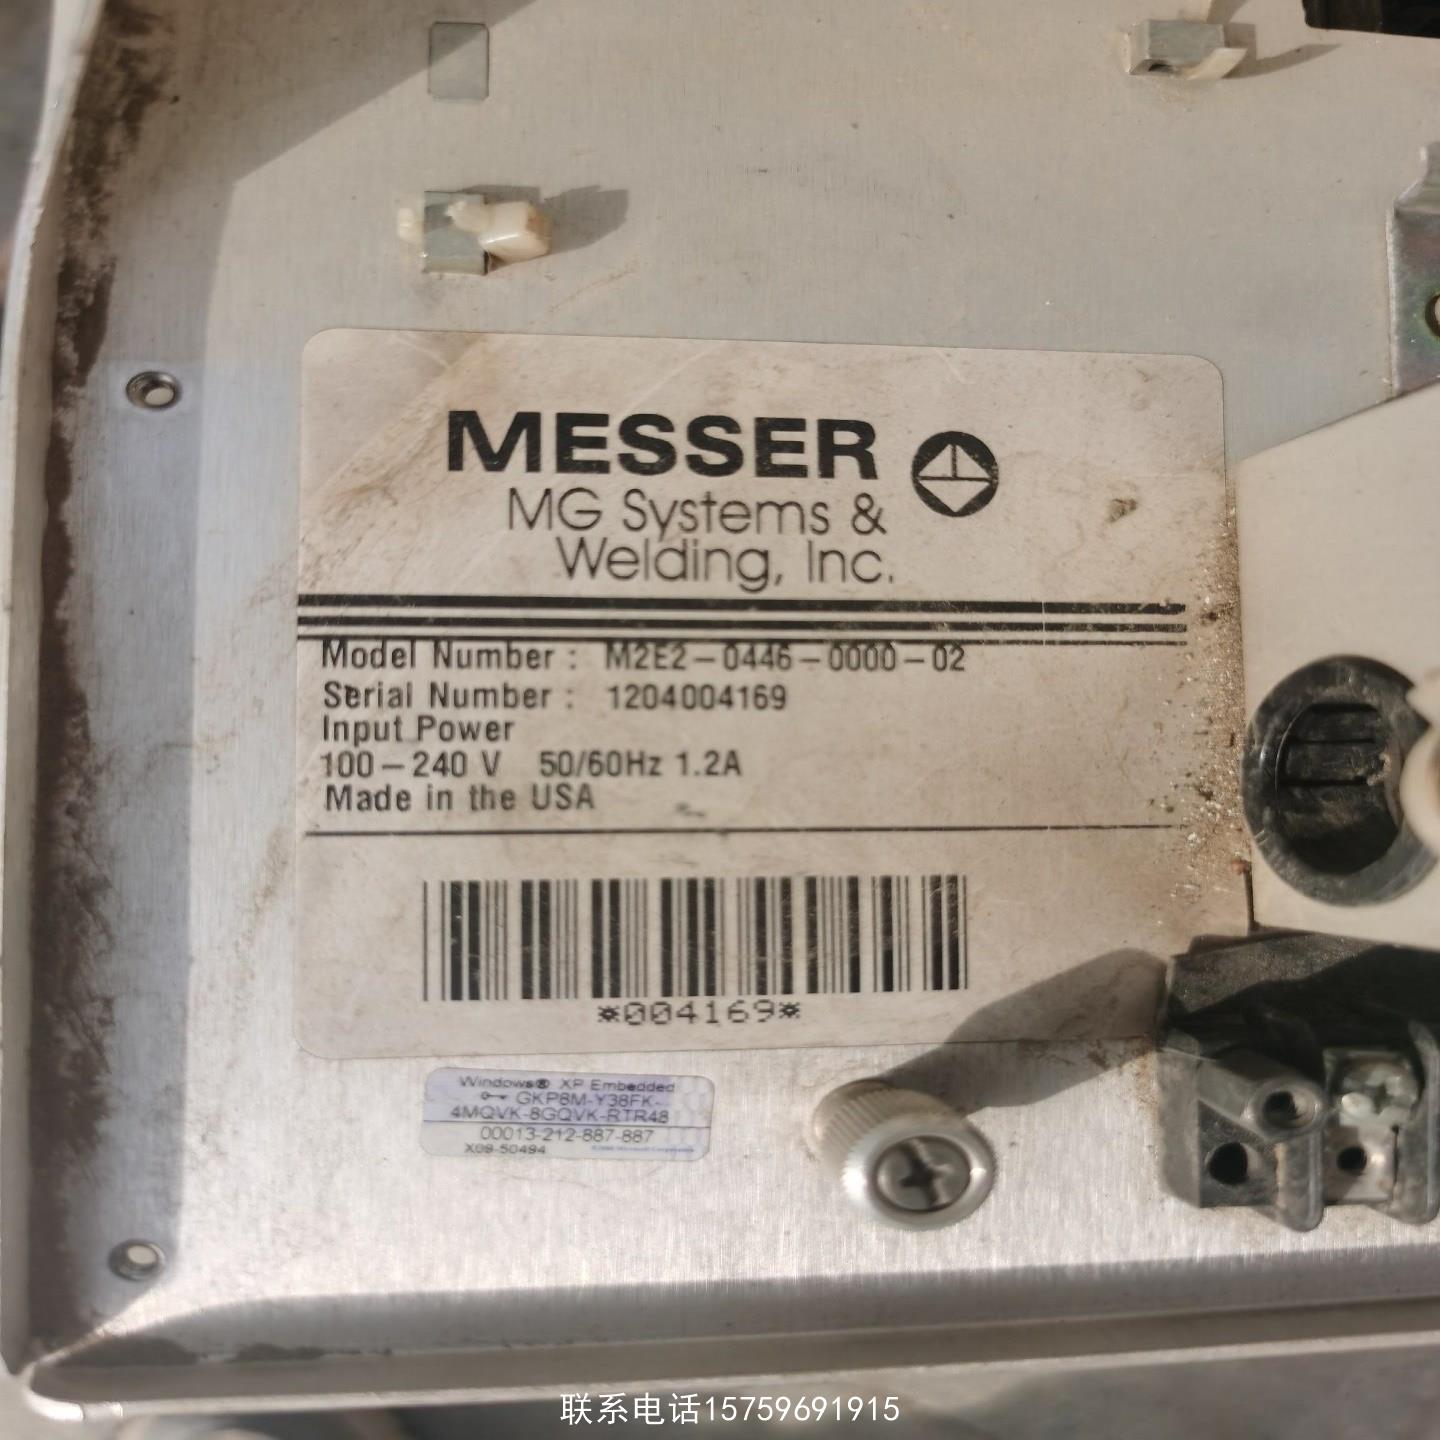 MESSER
MG Systems &
Welding, Inc.
Model Number : M2E2-0446-0000-02
Serial Number : 1204004169
Input Power
100-240 V 50/60Hz 1.2A
Made in the USA
*004169*
Windows® XP Embedded
GKP8M-Y38FK-
4MQVK-8GQVK-RTR48
00013-212-887-887
X09-50494
联系电话15759691915